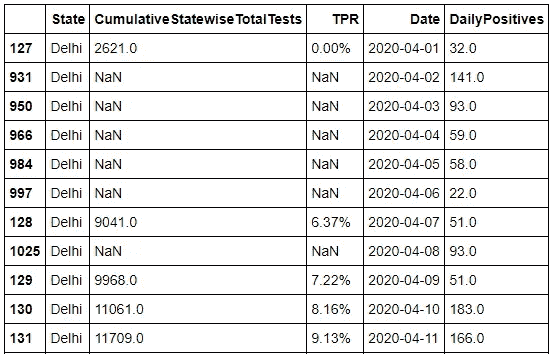 State CumulativeStatewiseTotalTests TPR Date DailyPositives
127 Delhi 2621.0 0.00% 2020-04-01 32.0
931 Delhi NaN NaN 2020-04-02 141.0
950 Delhi NaN NaN 2020-04-03 93.0
966 Delhi NaN NaN 2020-04-04 59.0
984 Delhi NaN NaN 2020-04-05 58.0
997 Delhi NaN NaN 2020-04-06 22.0
128 Delhi 9041.0 6.37% 2020-04-07 51.0
1025 Delhi NaN NaN 2020-04-08 93.0
129 Delhi 9968.0 7.22% 2020-04-09 51.0
130 Delhi 11061.0 8.16% 2020-04-10 183.0
131 Delhi 11709.0 9.13% 2020-04-11 166.0